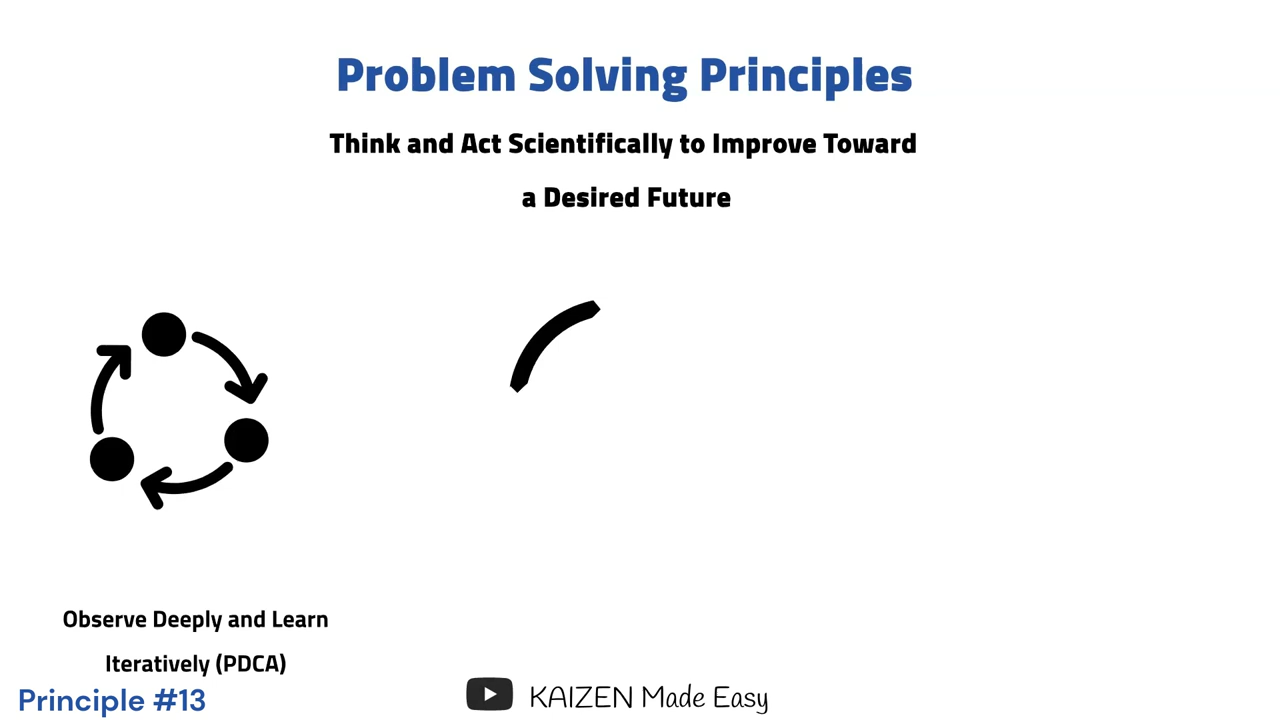 Problem Solving Principles
Think and Act Scientifically to Improve Toward
a Desired Future
Observe Deeply and Learn
Iteratively (PDCA)
Principle #13
KAIZEN Made Easy